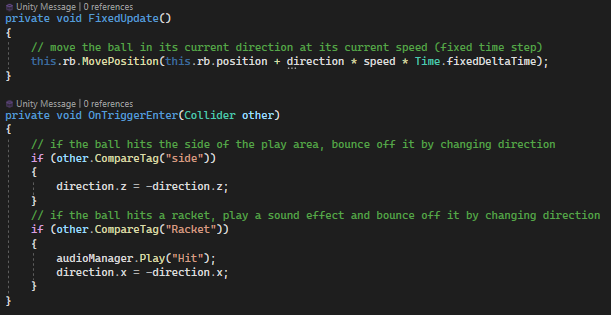 Unity Message | 0 references
private void FixedUpdate()
{
// move the ball in its current direction at its current speed (fixed time step)
this.rb.MovePosition(this.rb.position + direction * speed * Time.fixedDeltaTime);
}
Unity Message | 0 references
private void OnTriggerEnter(Collider other)
{
// if the ball hits the side of the play area, bounce off it by changing direction
if (other.CompareTag("side"))
{
direction.z = -direction.z;
}
// if the ball hits a racket, play a sound effect and bounce off it by changing direction
if (other.CompareTag("Racket"))
{
audioManager.Play("Hit");
direction.x = -direction.x;
}
}